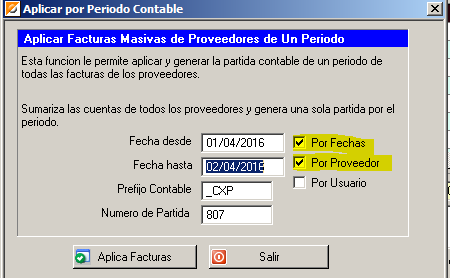 Aplicar por Periodo Contable
Aplicar Facturas Masivas de Proveedores de Un Periodo
Esta funcion le permite aplicar y generar la partida contable de un periodo de
todas las facturas de los proveedores.
Sumariza las cuentas de todos los proveedores y genera una sola partida por el
periodo.
Fecha desde 01/04/2016 Por Fechas
Fecha hasta 02/04/2016 Por Proveedor
Prefijo Contable _CXP Por Usuario
Numero de Partida 807
Aplica Facturas Salir